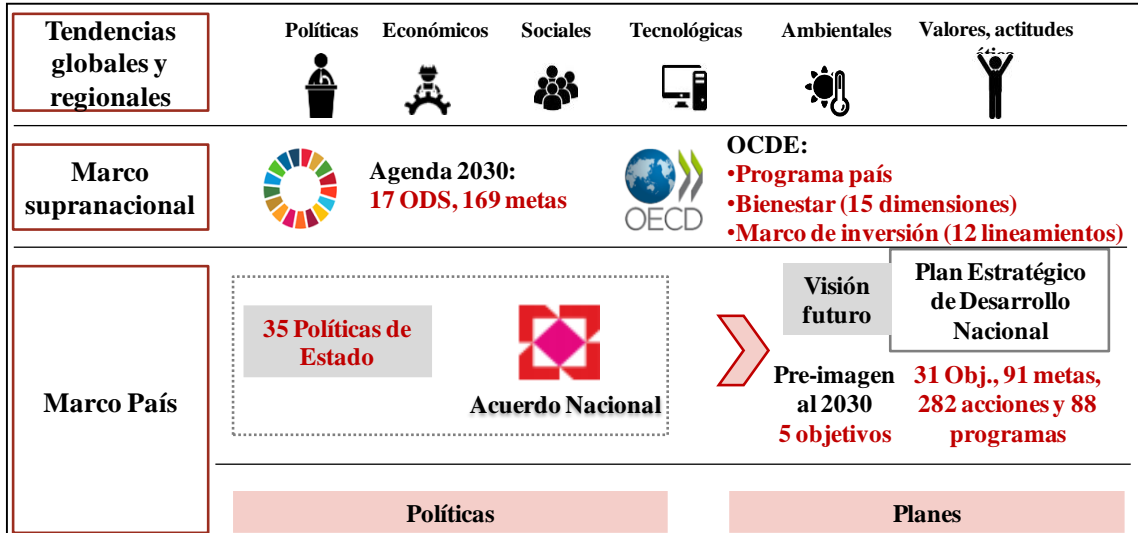 Tendencias
globales y
regionales
Políticas
Económicos
Sociales
Tecnológicas
Ambientales
Valores, actitudes
Marco
supranacional
Agenda 2030:
17 ODS, 169 metas
OECD
OCDE:
•Programa país
•Bienestar (15 dimensiones)
•Marco de inversión (12 lineamientos)
Marco País
35 Políticas de
Estado
Acuerdo Nacional
Visión
futuro
Plan Estratégico
de Desarrollo
Nacional
Pre-imagen
al 2030
5 objetivos
31 Obj., 91 metas,
282 acciones y 88
programas
Políticas
Planes